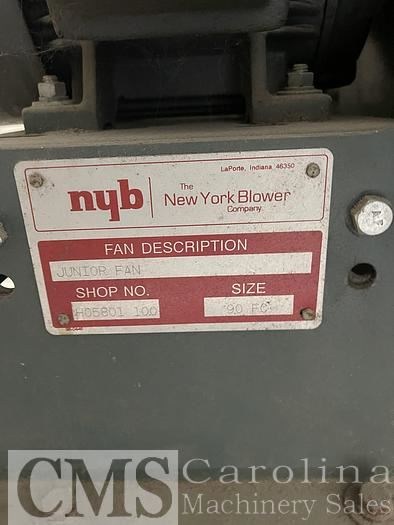 LaPorte, Indiana 46350
nyb
The
New York Blower
Company
FAN DESCRIPTION
JUNIOR FAN
SHOP NO. SIZE
H05801 100 90 FC
CMS Carolina
Machinery Sales